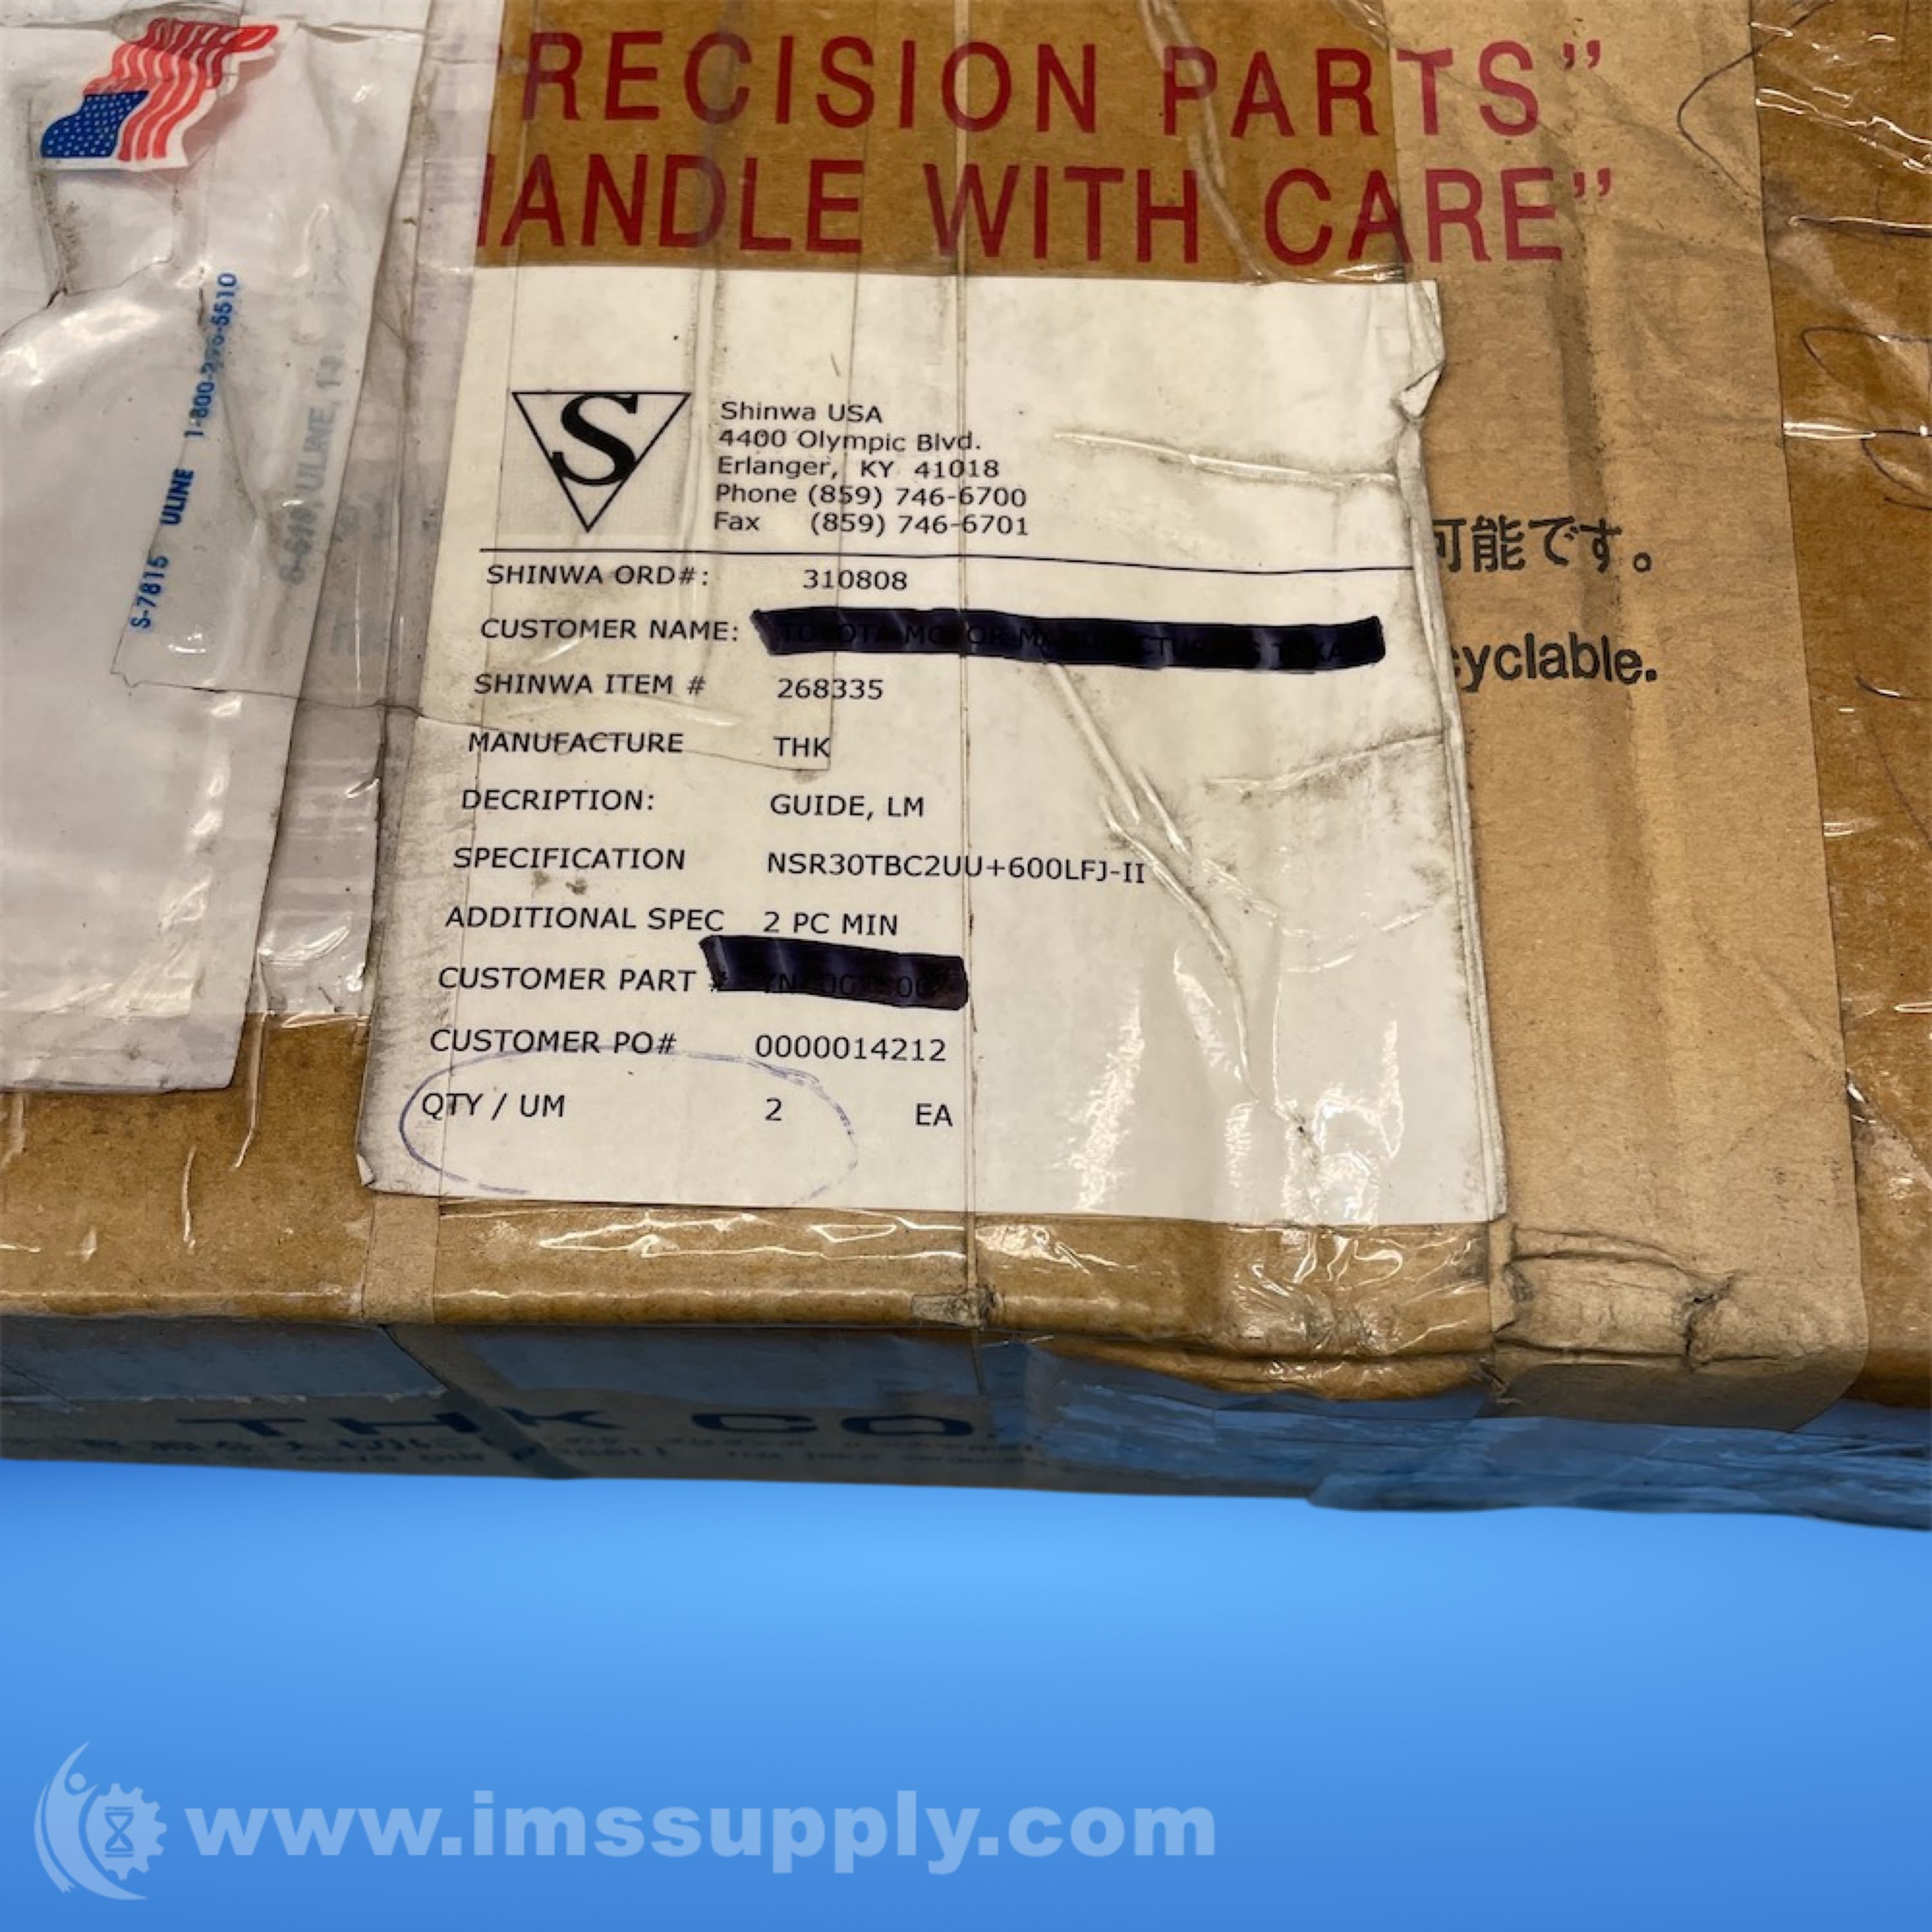 RECISION PARTS”
ANDLE WITH CARE”
S-7815 ULINE
S
Shinwa USA
4400 Olympic Blvd.
Erlanger, KY 41018
Phone (859) 746-6700
Fax (859) 746-6701
可能です。
cyclable.
SHINWA ORD#: 310808
CUSTOMER NAME:
SHINWA ITEM # 268335
MANUFACTURE THK
DECRIPTION: GUIDE, LM
SPECIFICATION NSR30TBC2UU+600LFJ-II
ADDITIONAL SPEC 2 PC MIN
CUSTOMER PART #
CUSTOMER PO# 0000014212
QTY / UM 2 EA
THK CO.
www.imssupply.com